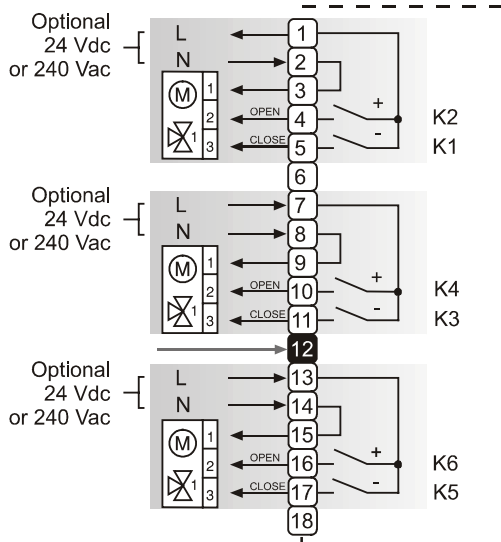 Optional
24 Vdc
or 240 Vac
L
N
M
1
2
3
1
OPEN
CLOSE
1
2
3
4
5
6
+
-
K2
K1
Optional
24 Vdc
or 240 Vac
L
N
M
1
2
3
1
OPEN
CLOSE
7
8
9
10
11
12
+
-
K4
K3
Optional
24 Vdc
or 240 Vac
L
N
M
1
2
3
1
OPEN
CLOSE
13
14
15
16
17
18
+
-
K6
K5